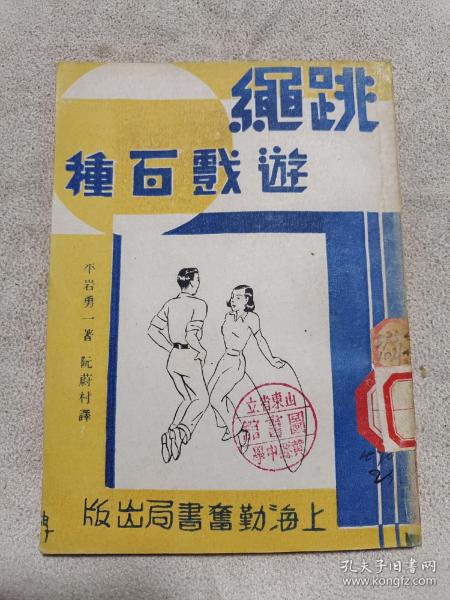 跳繩
遊戲百種
平岩勇一著 阮蔚村譯
山東省立
圖書館
上海勤奮書局出版
孔夫子旧书网
www.kongfz.com